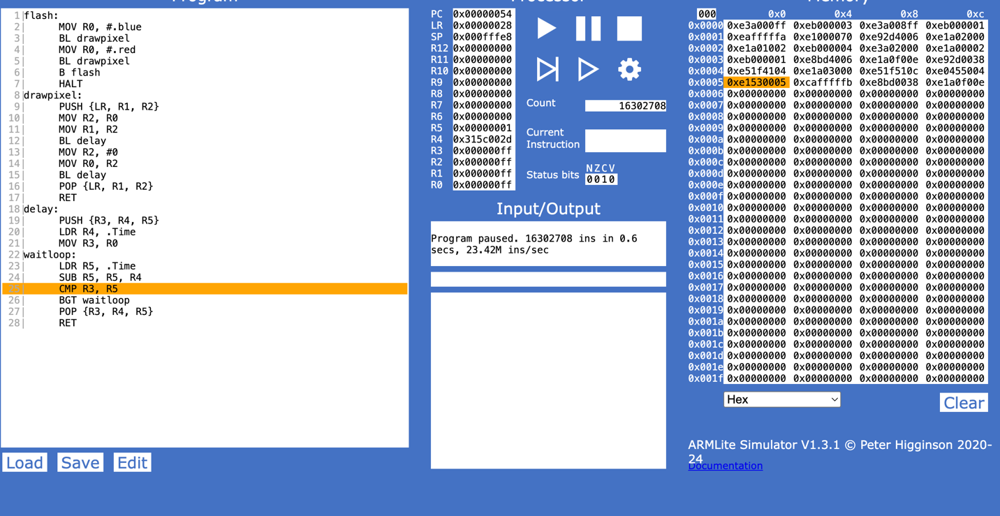 Program
1| flash:
2| MOV R0, #.blue
3| BL drawpixel
4| MOV R0, #.red
5| BL drawpixel
6| B flash
7| HALT
8| drawpixel:
9| PUSH {LR, R1, R2}
10| MOV R2, R0
11| MOV R1, R2
12| BL delay
13| MOV R2, #0
14| MOV R0, R2
15| BL delay
16| POP {LR, R1, R2}
17| RET
18| delay:
19| PUSH {R3, R4, R5}
20| LDR R4, .Time
21| MOV R3, R0
22| waitloop:
23| LDR R5, .Time
24| SUB R5, R5, R4
25| CMP R3, R5
26| BGT waitloop
27| POP {R3, R4, R5}
28| RET
Load Save Edit
Processor
PC 0x00000054
LR 0x00000028
SP 0x000fffe8
R12 0x00000000
R11 0x00000000
R10 0x00000000
R9 0x00000000
R8 0x00000000
R7 0x00000000
R6 0x00000000
R5 0x00000001
R4 0x315c002d
R3 0x000000ff
R2 0x000000ff
R1 0x000000ff
R0 0x000000ff
Count 16302708
Current
Instruction
NZCV
Status bits 0010
Input/Output
Program paused. 16302708 ins in 0.6
secs, 23.42M ins/sec
Memory
000 0x0 0x4 0x8 0xc
0x0000 0xe3a000ff 0xeb000003 0xe3a008ff 0xeb000001
0x0001 0xeafffffa 0xe1000070 0xe92d4006 0xe1a02000
0x0002 0xe1a01002 0xeb000004 0xe3a02000 0xe1a00002
0x0003 0xeb000001 0xe8bd4006 0xe1a0f00e 0xe92d0038
0x0004 0xe51f4104 0xe1a03000 0xe51f510c 0xe0455004
0x0005 0xe1530005 0xcafffffb 0xe8bd0038 0xe1a0f00e
0x0006 0x00000000 0x00000000 0x00000000 0x00000000
0x0007 0x00000000 0x00000000 0x00000000 0x00000000
0x0008 0x00000000 0x00000000 0x00000000 0x00000000
0x0009 0x00000000 0x00000000 0x00000000 0x00000000
0x000a 0x00000000 0x00000000 0x00000000 0x00000000
0x000b 0x00000000 0x00000000 0x00000000 0x00000000
0x000c 0x00000000 0x00000000 0x00000000 0x00000000
0x000d 0x00000000 0x00000000 0x00000000 0x00000000
0x000e 0x00000000 0x00000000 0x00000000 0x00000000
0x000f 0x00000000 0x00000000 0x00000000 0x00000000
0x0010 0x00000000 0x00000000 0x00000000 0x00000000
0x0011 0x00000000 0x00000000 0x00000000 0x00000000
0x0012 0x00000000 0x00000000 0x00000000 0x00000000
0x0013 0x00000000 0x00000000 0x00000000 0x00000000
0x0014 0x00000000 0x00000000 0x00000000 0x00000000
0x0015 0x00000000 0x00000000 0x00000000 0x00000000
0x0016 0x00000000 0x00000000 0x00000000 0x00000000
0x0017 0x00000000 0x00000000 0x00000000 0x00000000
0x0018 0x00000000 0x00000000 0x00000000 0x00000000
0x0019 0x00000000 0x00000000 0x00000000 0x00000000
0x001a 0x00000000 0x00000000 0x00000000 0x00000000
0x001b 0x00000000 0x00000000 0x00000000 0x00000000
0x001c 0x00000000 0x00000000 0x00000000 0x00000000
0x001d 0x00000000 0x00000000 0x00000000 0x00000000
0x001e 0x00000000 0x00000000 0x00000000 0x00000000
0x001f 0x00000000 0x00000000 0x00000000 0x00000000
Hex Clear
ARMLite Simulator V1.3.1 © Peter Higginson 2020-
24
Documentation